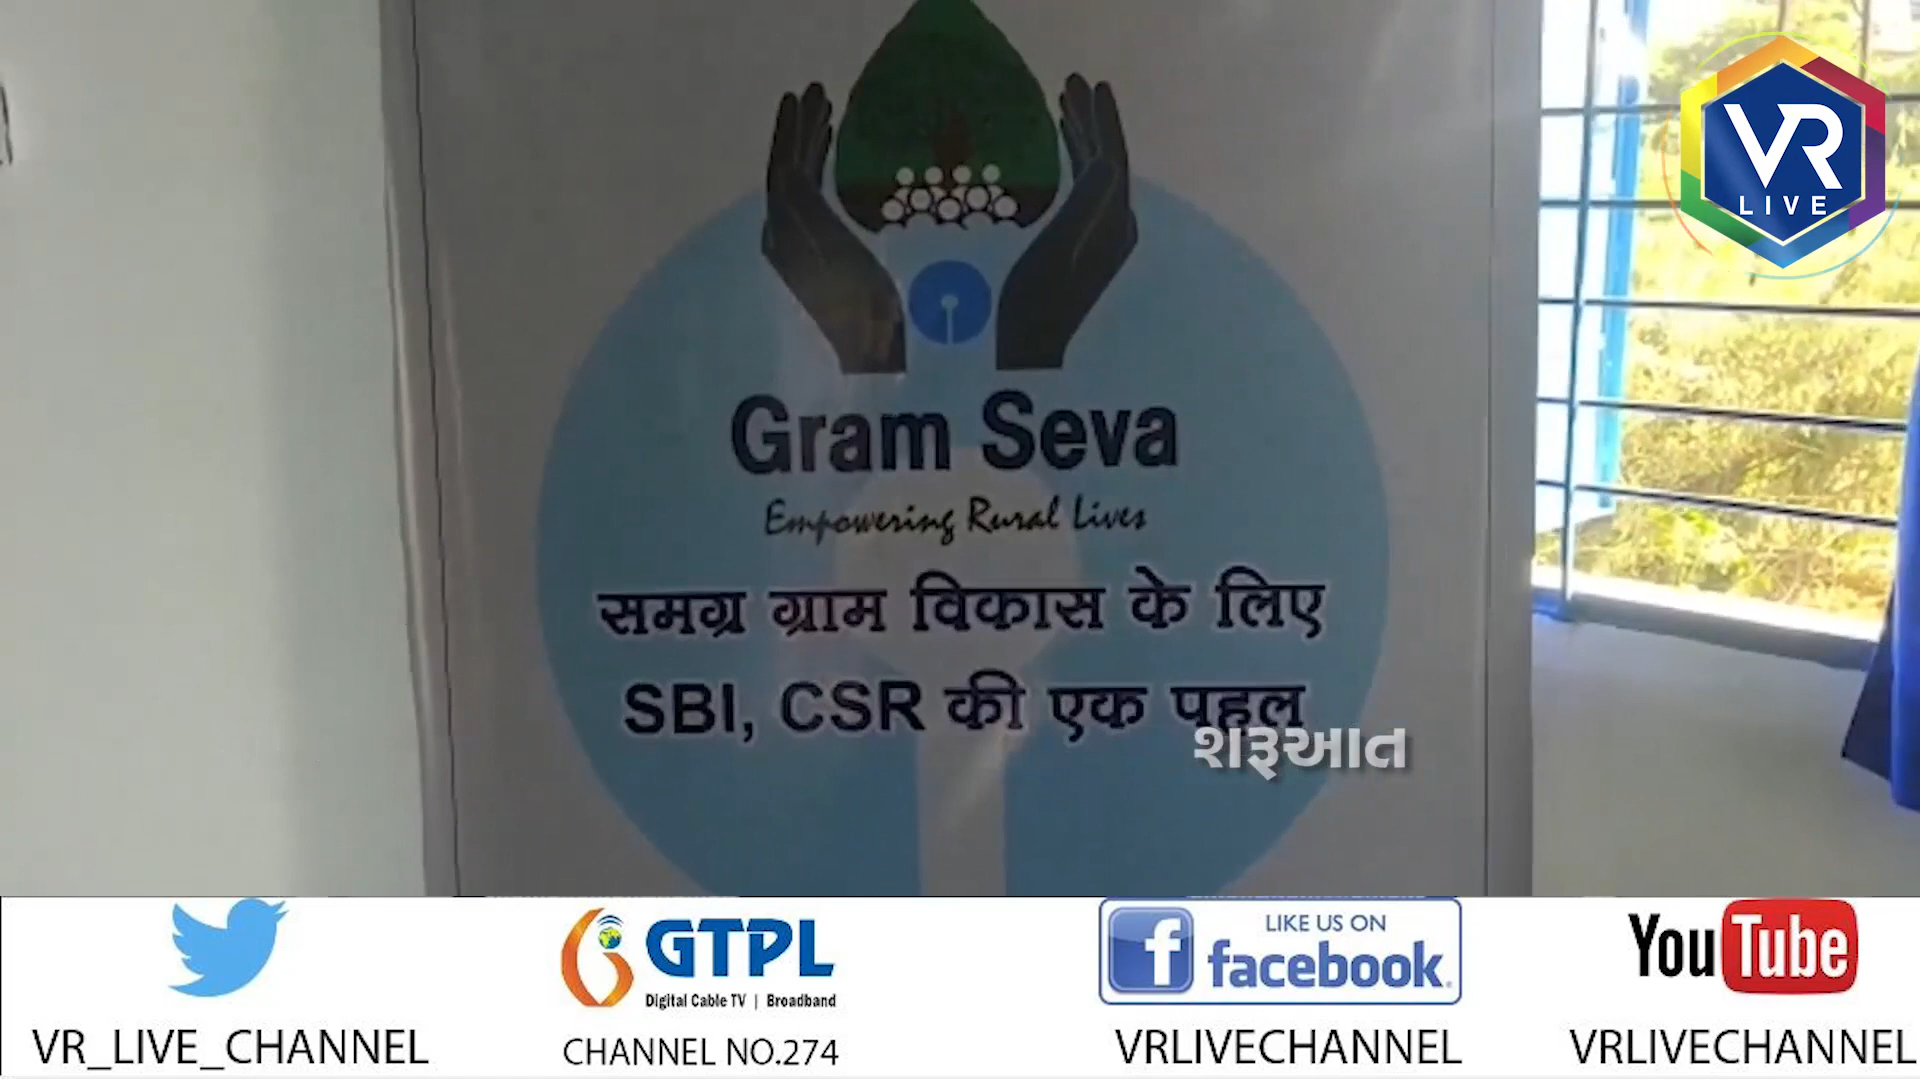 VR
LIVE
Gram Seva
Empowering Rural Lives
समग्र ग्राम विकास के लिए
SBI, CSR की एक पहल
શરૂઆત
GTPL
Digital Cable TV | Broadband
LIKE US ON
facebook.
YouTube
VR_LIVE_CHANNEL
CHANNEL NO.274
VRLIVECHANNEL
VRLIVECHANNEL